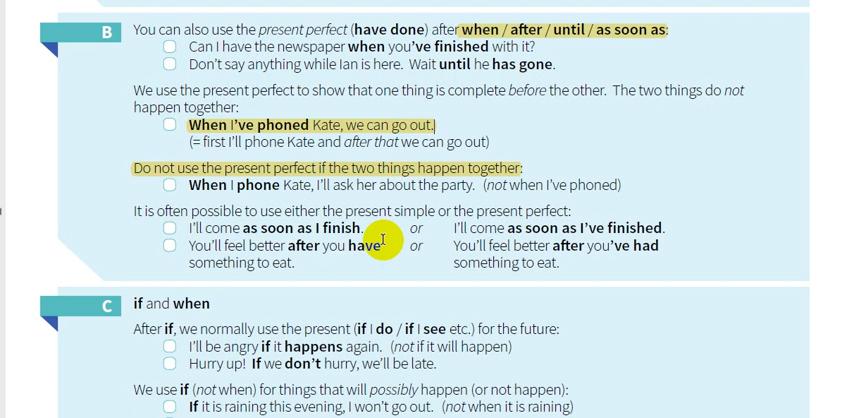 B
You can also use the present perfect (have done) after when / after / until / as soon as:
Can I have the newspaper when you've finished with it?
Don't say anything while Ian is here. Wait until he has gone.
We use the present perfect to show that one thing is complete before the other. The two things do not
happen together:
When I've phoned Kate, we can go out.
(= first I'll phone Kate and after that we can go out)
Do not use the present perfect if the two things happen together:
When I phone Kate, I'll ask her about the party. (not when I've phoned)
It is often possible to use either the present simple or the present perfect:
I'll come as soon as I finish. or I'll come as soon as I've finished.
You'll feel better after you have or You'll feel better after you've had
something to eat. something to eat.
C
if and when
After if, we normally use the present (if I do / if I see etc.) for the future:
I'll be angry if it happens again. (not if it will happen)
Hurry up! If we don't hurry, we'll be late.
We use if (not when) for things that will possibly happen (or not happen):
If it is raining this evening, I won't go out. (not when it is raining)